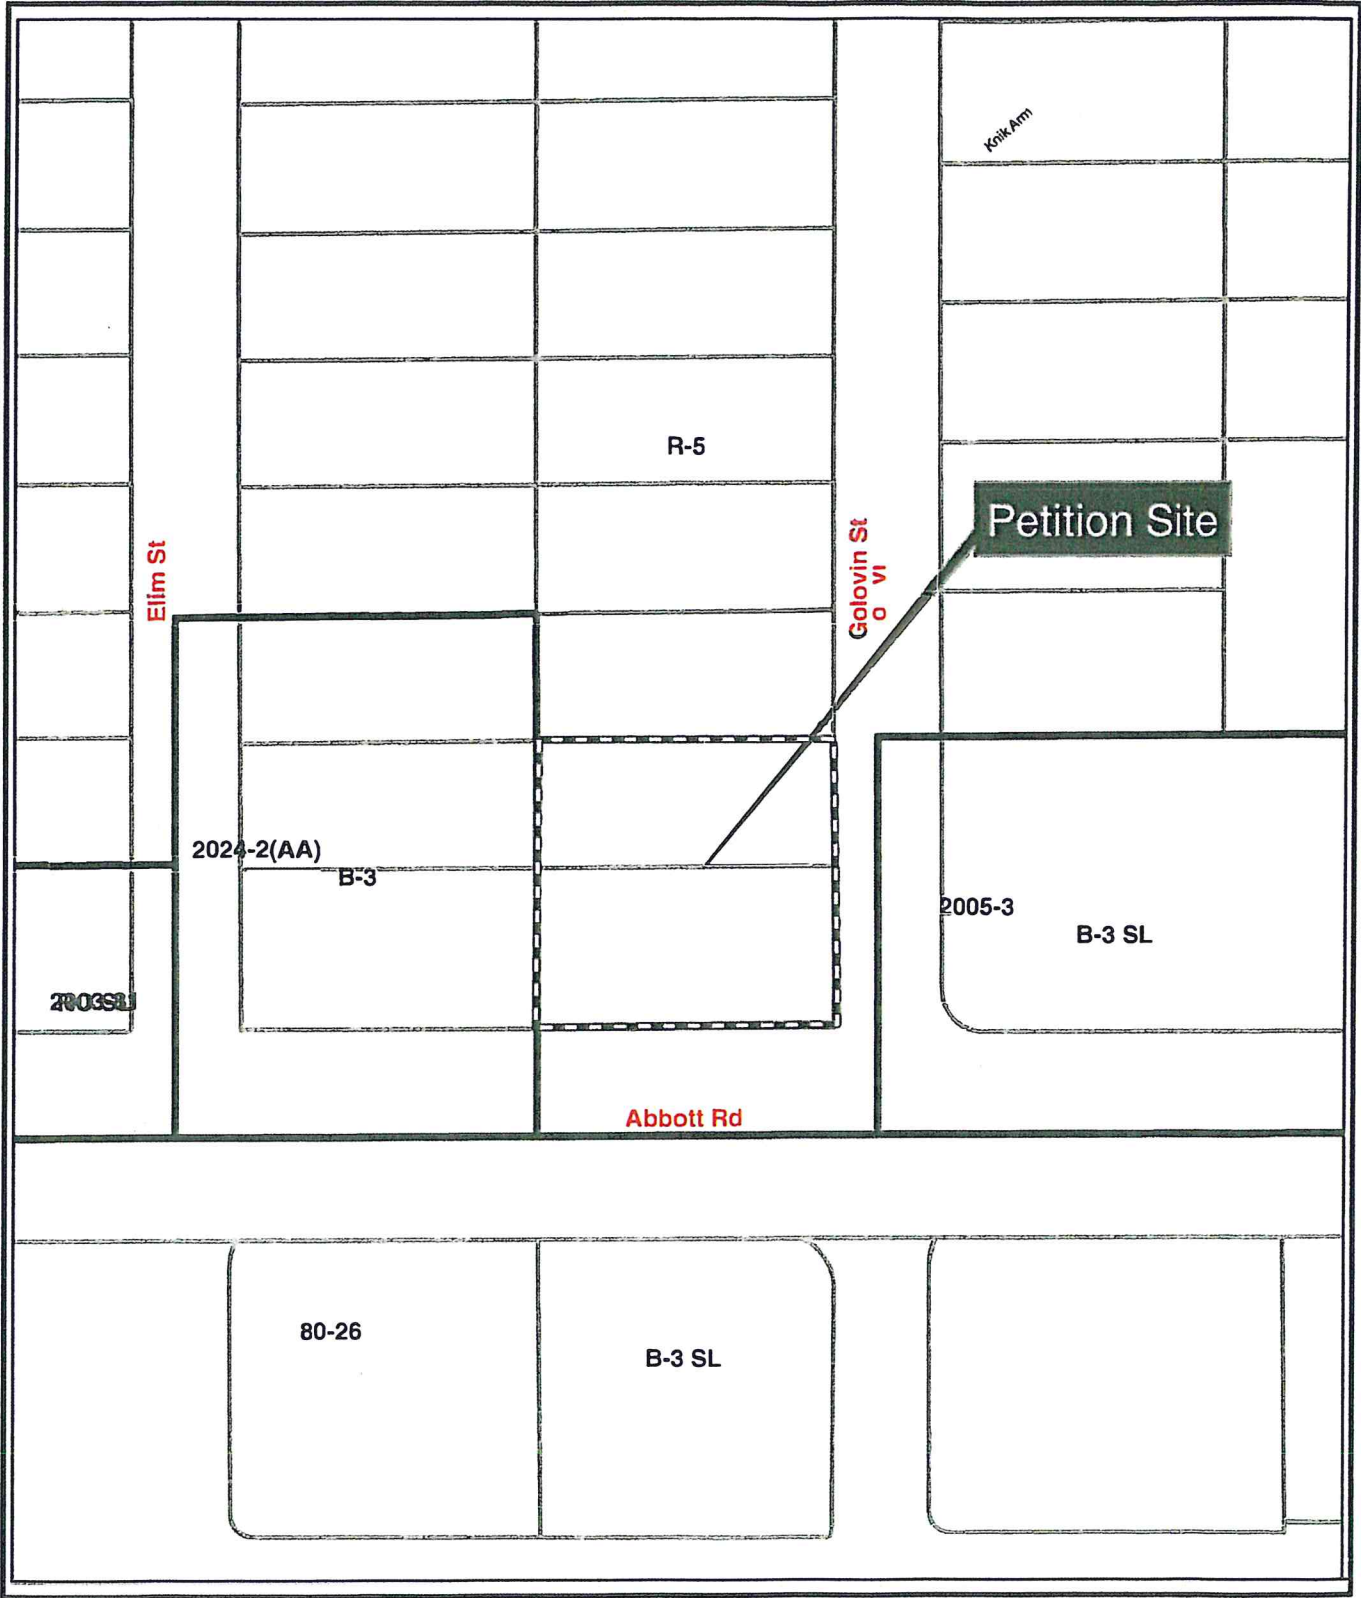 Knik Arm
R-5
Petition Site
Elim St
Golovin St
O VI
2024-2(AA)
B-3
2005-3
B-3 SL
Abbott Rd
80-26
B-3 SL